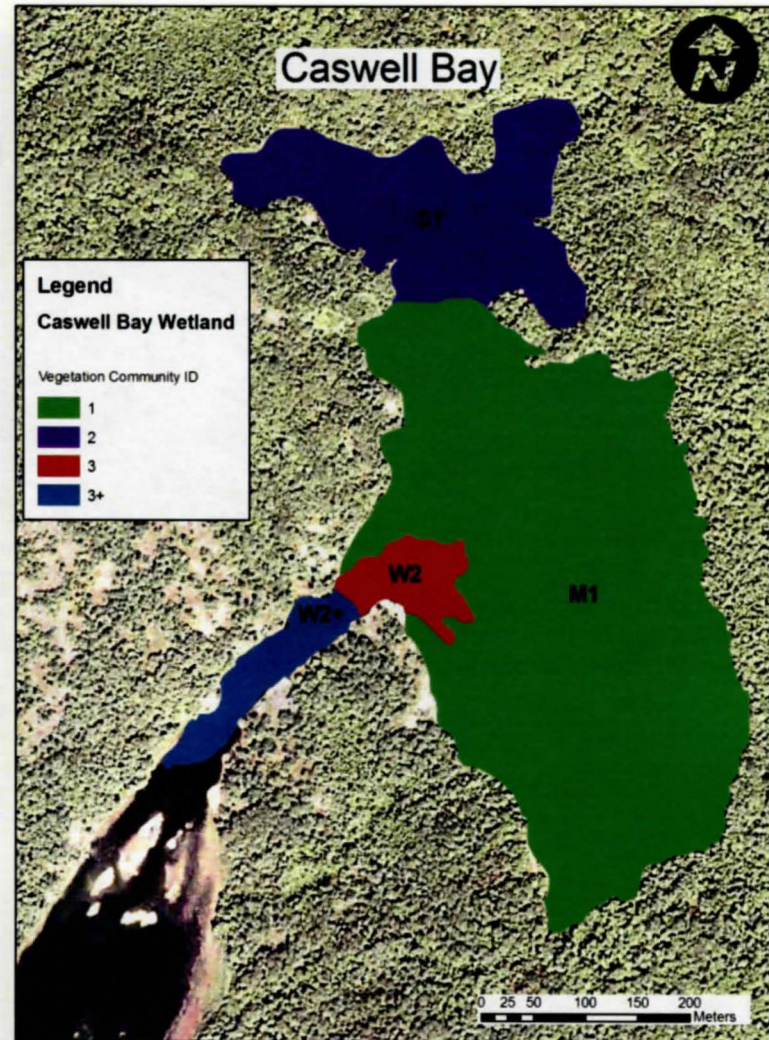 Caswell Bay
N
S1
Legend
Caswell Bay Wetland
Vegetation Community ID
1
2
3
3+
W2
W2+
M1
0 25 50 100 150 200
Meters